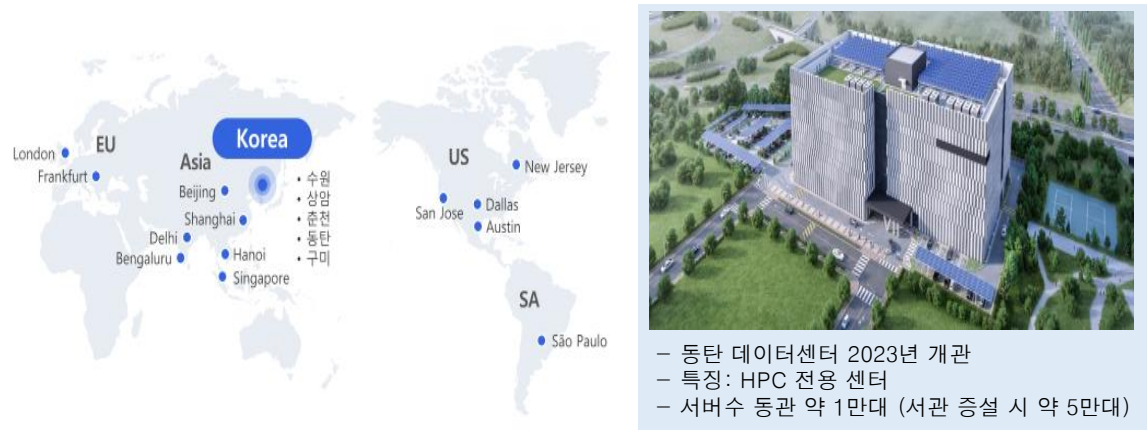 EU
London
Frankfurt
Asia
Korea
Beijing
Shanghai
Delhi
Bengaluru
Hanoi
Singapore
• 수원
• 상암
• 춘천
• 동탄
• 구미
US
New Jersey
San Jose
Dallas
Austin
SA
São Paulo
– 동탄 데이터센터 2023년 개관
– 특징: HPC 전용 센터
– 서버수 동관 약 1만대 (서관 증설 시 약 5만대)